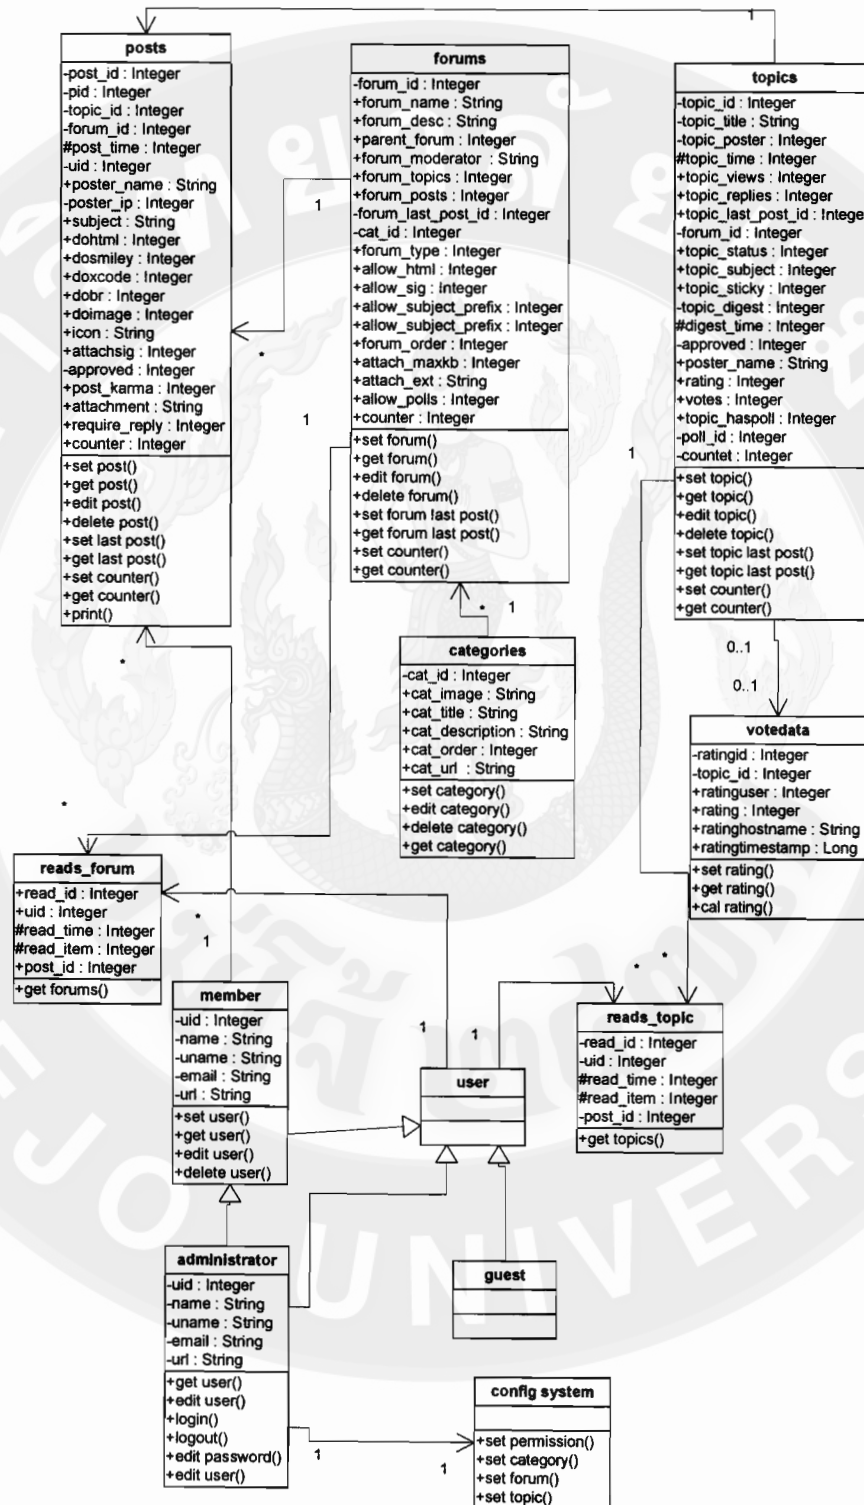 1
posts
-post_id : Integer
-pid : Integer
-topic_id : Integer
-forum_id : Integer
#post_time : Integer
-uid : Integer
+poster_name : String
-poster_ip : Integer
+subject : String
+dohtml : Integer
+dosmiley : Integer
+doxcode : Integer
+dobr : Integer
+doimage : Integer
+icon : String
+attachsig : Integer
-approved : Integer
+post_karma : Integer
+attachment : String
+require_reply : Integer
+counter : Integer
+set post()
+get post()
+edit post()
+delete post()
+set last post()
+get last post()
+set counter()
+get counter()
+print()
forums
-forum_id : Integer
+forum_name : String
+forum_desc : String
+parent_forum : Integer
+forum_moderator : String
+forum_topics : Integer
+forum_posts : Integer
-forum_last_post_id : Integer
-cat_id : Integer
+forum_type : Integer
+allow_html : Integer
+allow_sig : Integer
+allow_subject_prefix : Integer
+allow_subject_prefix : Integer
+forum_order : Integer
+attach_maxkb : Integer
+attach_ext : String
+allow_polls : Integer
+counter : Integer
+set forum()
+get forum()
+edit forum()
+delete forum()
+set forum last post()
+get forum last post()
+set counter()
+get counter()
topics
-topic_id : Integer
-topic_title : String
-topic_poster : Integer
#topic_time : Integer
+topic_views : Integer
+topic_replies : Integer
+topic_last_post_id : Intege
-forum_id : Integer
+topic_status : Integer
+topic_subject : Integer
+topic_sticky : Integer
-topic_digest : Integer
#digest_time : Integer
-approved : Integer
+poster_name : String
+rating : Integer
+votes : Integer
+topic_haspoll : Integer
-poll_id : Integer
-countet : Integer
+set topic()
+get topic()
+edit topic()
+delete topic()
+set topic last post()
+get topic last post()
+set counter()
+get counter()
1
*
1
1
* 1
*
categories
-cat_id : Integer
+cat_image : String
+cat_title : String
+cat_description : String
+cat_order : Integer
+cat_url : String
+set category()
+edit category()
+delete category()
+get category()
0..1
0..1
votedata
-ratingid : Integer
-topic_id : Integer
+ratinguser : Integer
+rating : Integer
+ratinghostname : String
+ratingtimestamp : Long
+set rating()
+get rating()
+cal rating()
*
reads_forum
+read_id : Integer
+uid : Integer
#read_time : Integer
#read_item : Integer
+post_id : Integer
+get forums()
*
1
member
-uid : Integer
-name : String
-uname : String
-email : String
-url : String
+set user()
+get user()
+edit user()
+delete user()
1 1
user
* *
reads_topic
-read_id : Integer
-uid : Integer
#read_time : Integer
#read_item : Integer
-post_id : Integer
+get topics()
administrator
-uid : Integer
-name : String
-uname : String
-email : String
-url : String
+get user()
+edit user()
+login()
+logout()
+edit password()
+edit user()
guest
1
1
config system
+set permission()
+set category()
+set forum()
+set topic()
JO UNIVERS